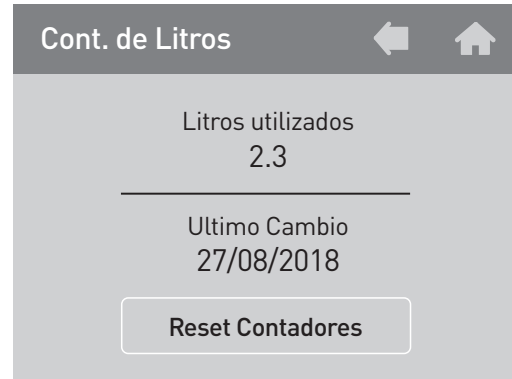 Cont. de Litros
Litros utilizados
2.3
Ultimo Cambio
27/08/2018
Reset Contadores